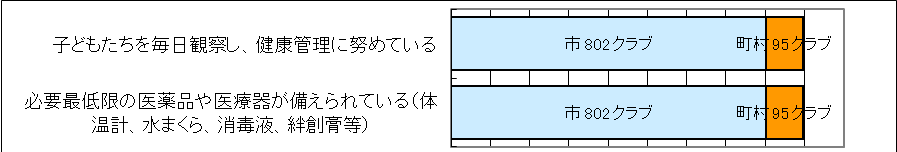 子どもたちを毎日観察し、健康管理に努めている
市 802クラブ
町村 95クラブ
必要最低限の医薬品や医療器が備えられている(体
温計、水まくら、消毒液、絆創膏等)
市 802クラブ
町村 95クラブ